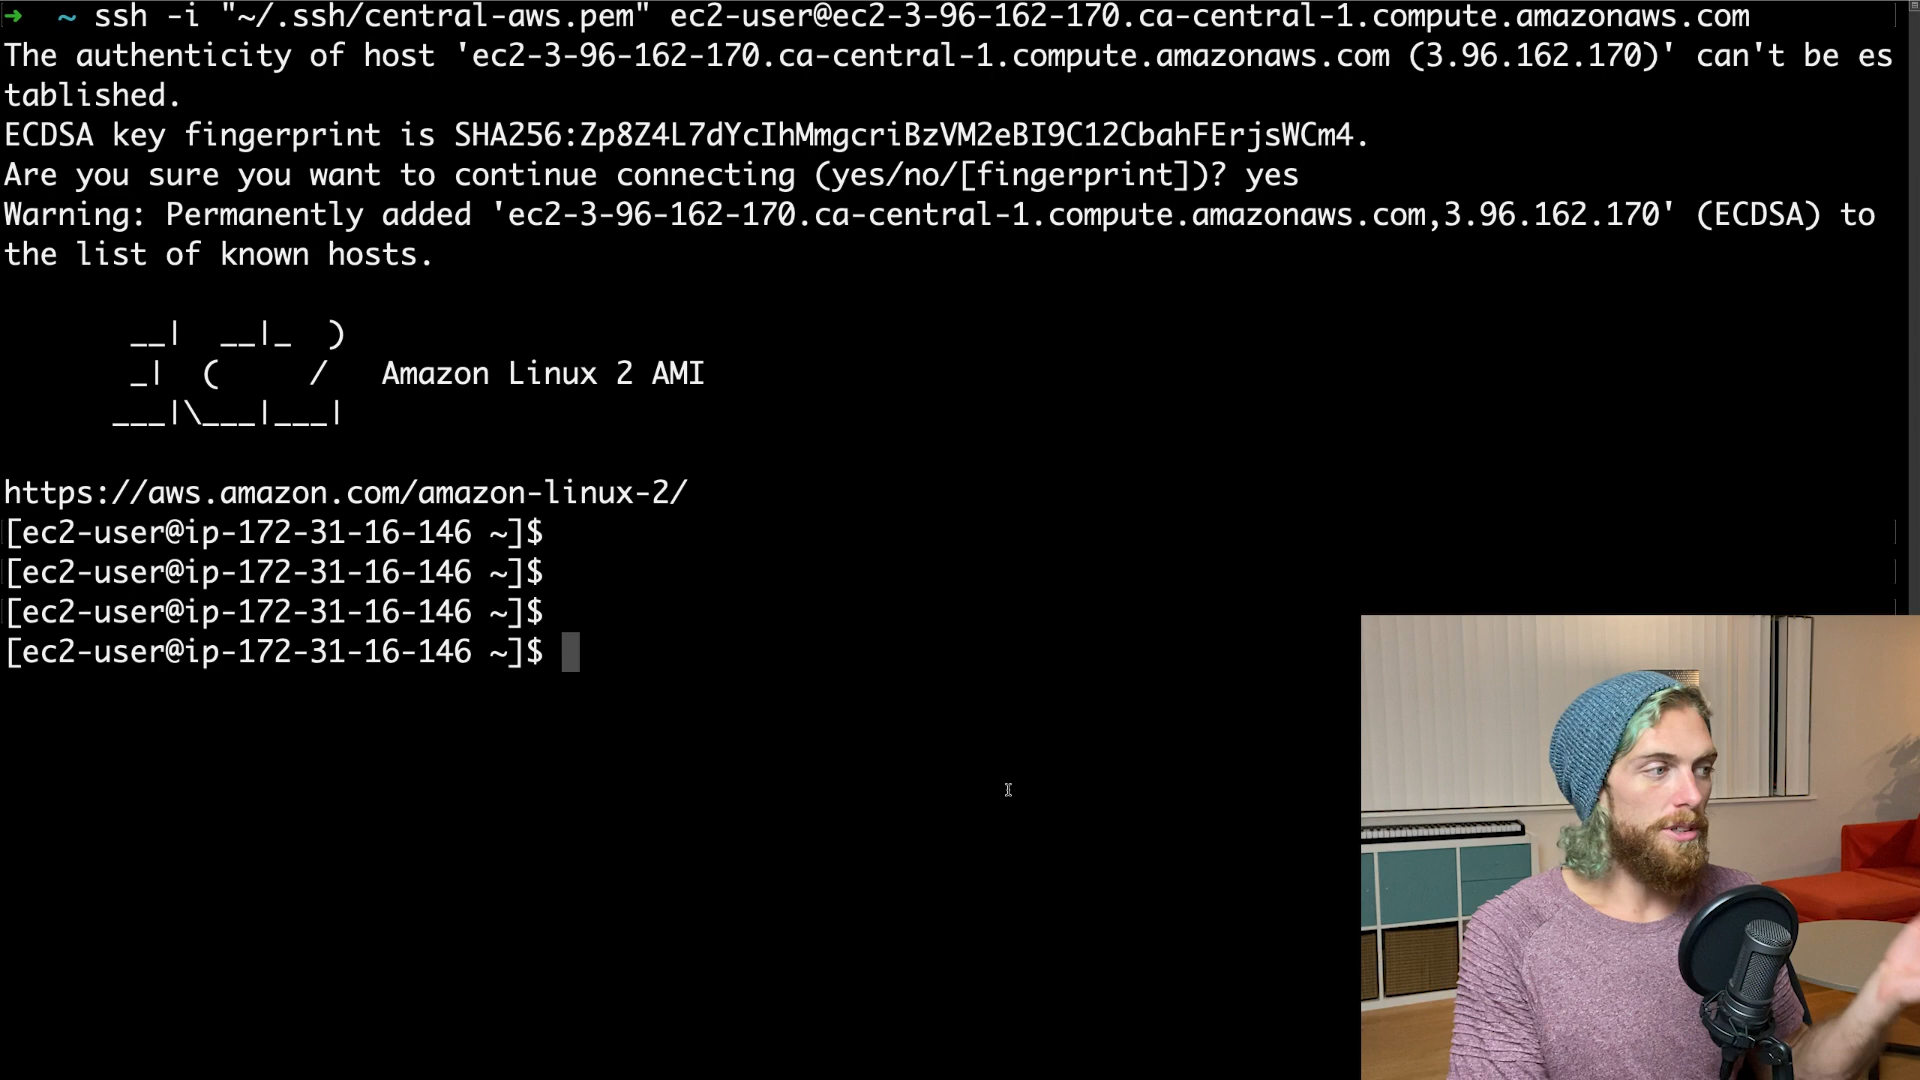 ➜  ~ ssh -i "~/.ssh/central-aws.pem" ec2-user@ec2-3-96-162-170.ca-central-1.compute.amazonaws.com
The authenticity of host 'ec2-3-96-162-170.ca-central-1.compute.amazonaws.com (3.96.162.170)' can't be es
tablished.
ECDSA key fingerprint is SHA256:Zp8Z4L7dYcIhMmgcriBzVM2eBI9C12CbahFErjsWCm4.
Are you sure you want to continue connecting (yes/no/[fingerprint])? yes
Warning: Permanently added 'ec2-3-96-162-170.ca-central-1.compute.amazonaws.com,3.96.162.170' (ECDSA) to
the list of known hosts.

       __|  __|_  )
       _|  (     /   Amazon Linux 2 AMI
      ___|\___|___|

https://aws.amazon.com/amazon-linux-2/
[ec2-user@ip-172-31-16-146 ~]$
[ec2-user@ip-172-31-16-146 ~]$
[ec2-user@ip-172-31-16-146 ~]$
[ec2-user@ip-172-31-16-146 ~]$